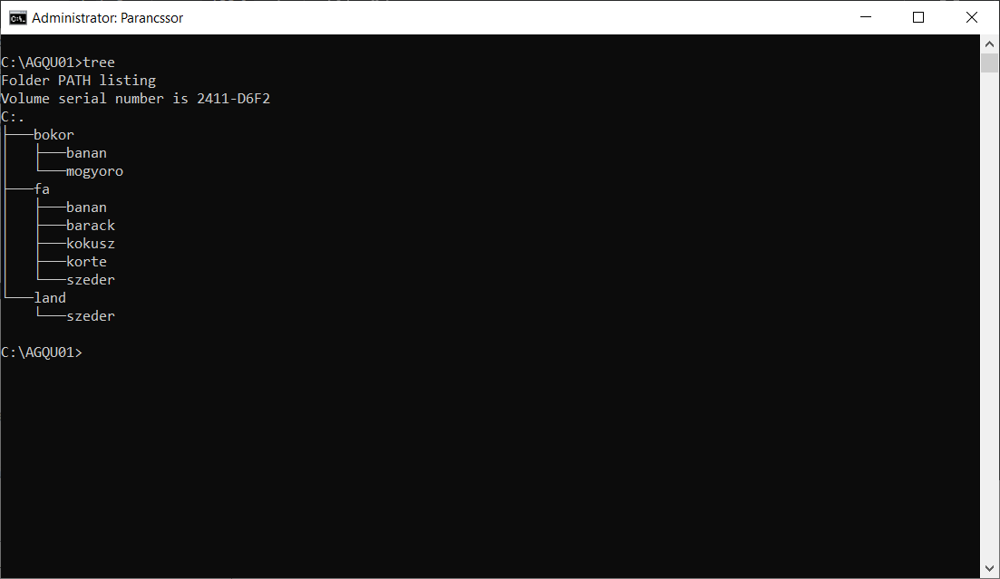 Administrator: Parancssor
C:\AGQU01>tree
Folder PATH listing
Volume serial number is 2411-D6F2
C:.
├───bokor
│   ├───banan
│   └───mogyoro
├───fa
│   ├───banan
│   ├───barack
│   ├───kokusz
│   ├───korte
│   └───szeder
└───land
    └───szeder
C:\AGQU01>